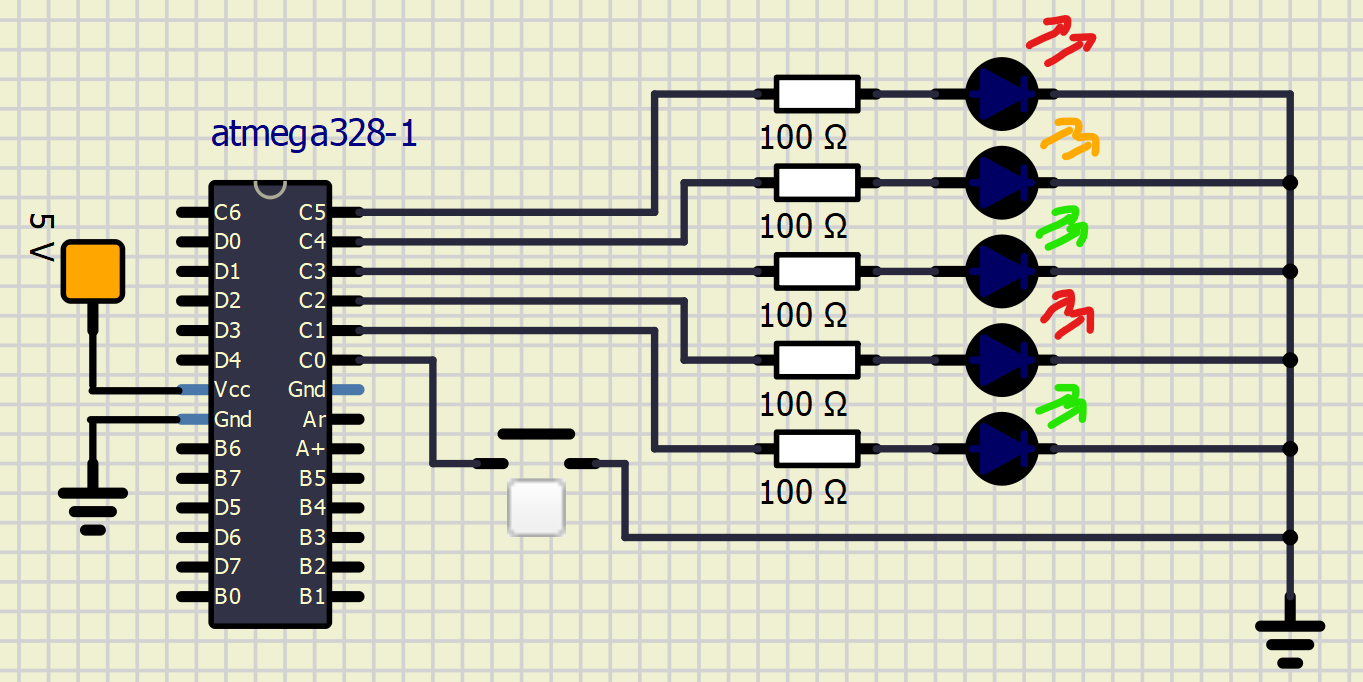 atmega328-1
5 V
C6 C5
D0 C4
D1 C3
D2 C2
D3 C1
D4 C0
Vcc Gnd
Gnd Ar
B6 A+
B7 B5
D5 B4
D6 B3
D7 B2
B0 B1
100 Ω
100 Ω
100 Ω
100 Ω
100 Ω